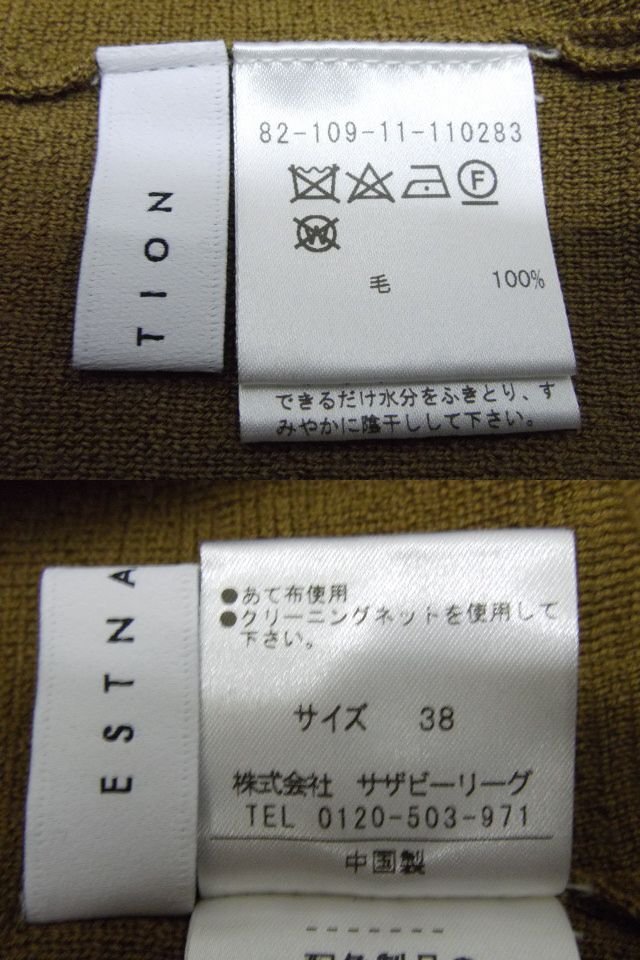 TION
82-109-11-110283
F
W
毛 100%
できるだけ水分をふきとり、す
みやかに陰干しして下さい。
ESTNA
●あて布使用
●クリーニングネットを使用して
下さい。
サイズ 38
株式会社 サザビーリーグ
TEL 0120-503-971
中国製
-------